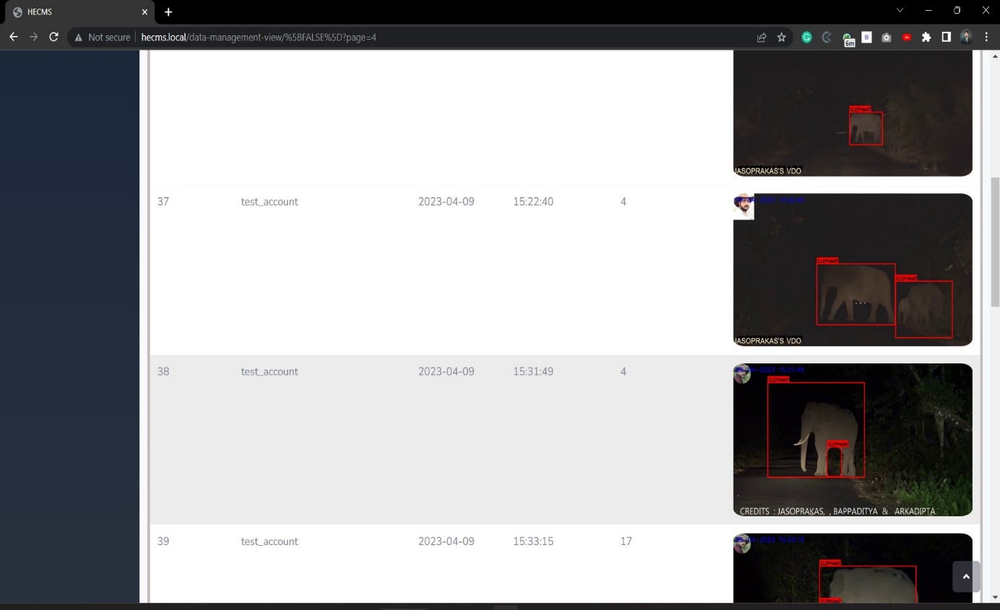 HECMS
Not secure
hecms.local/data-management-view/%5BFALSE%5D?page=4
6m
B
ELEPHANT
JASOPRAKAS'S VDO
37 test_account 2023-04-09 15:22:40 4
ELEPHANT
ELEPHANT
JASOPRAKAS'S VDO
38 test_account 2023-04-09 15:31:49 4
-04-2023 15:31:49
ELEPHANT
ELEPHANT
CREDITS : JASOPRAKAS, , BAPPADITYA & ARKADIPTA.
39 test_account 2023-04-09 15:33:15 17
-04-2023 15:33:15
ELEPHANT
ELEPHANT